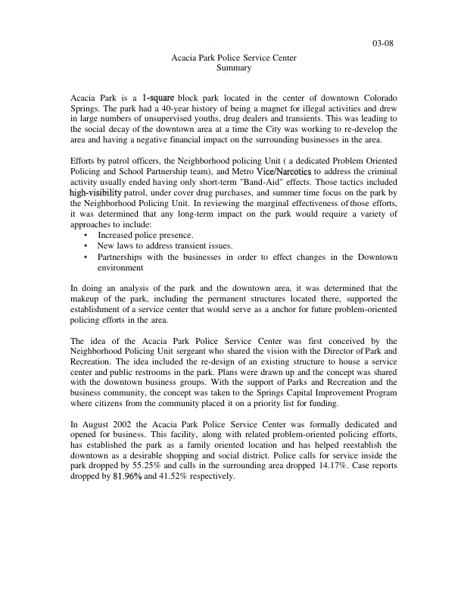 03-08
Acacia Park Police Service Center
Summary
Acacia Park is a 1-square block park located in the center of downtown Colorado
Springs. The park had a 40-year history of being a magnet for illegal activities and drew
in large numbers of unsupervised youths, drug dealers and transients. This was leading to
the social decay of the downtown area at a time the City was working to re-develop the
area and having a negative financial impact on the surrounding businesses in the area.
Efforts by patrol officers, the Neighborhood policing Unit ( a dedicated Problem Oriented
Policing and School Partnership team), and Metro Vice/Narcotics to address the criminal
activity usually ended having only short-term "Band-Aid" effects. Those tactics included
high-visibility patrol, under cover drug purchases, and summer time focus on the park by
the Neighborhood Policing Unit. In reviewing the marginal effectiveness of those efforts,
it was determined that any long-term impact on the park would require a variety of
approaches to include:
• Increased police presence.
• New laws to address transient issues.
• Partnerships with the businesses in order to effect changes in the Downtown
environment
In doing an analysis of the park and the downtown area, it was determined that the
makeup of the park, including the permanent structures located there, supported the
establishment of a service center that would serve as a anchor for future problem-oriented
policing efforts in the area.
The idea of the Acacia Park Police Service Center was first conceived by the
Neighborhood Policing Unit sergeant who shared the vision with the Director of Park and
Recreation. The idea included the re-design of an existing structure to house a service
center and public restrooms in the park. Plans were drawn up and the concept was shared
with the downtown business groups. With the support of Parks and Recreation and the
business community, the concept was taken to the Springs Capital Improvement Program
where citizens from the community placed it on a priority list for funding.
In August 2002 the Acacia Park Police Service Center was formally dedicated and
opened for business. This facility, along with related problem-oriented policing efforts,
has established the park as a family oriented location and has helped reestablish the
downtown as a desirable shopping and social district. Police calls for service inside the
park dropped by 55.25% and calls in the surrounding area dropped 14.17%. Case reports
dropped by 81.96% and 41.52% respectively.